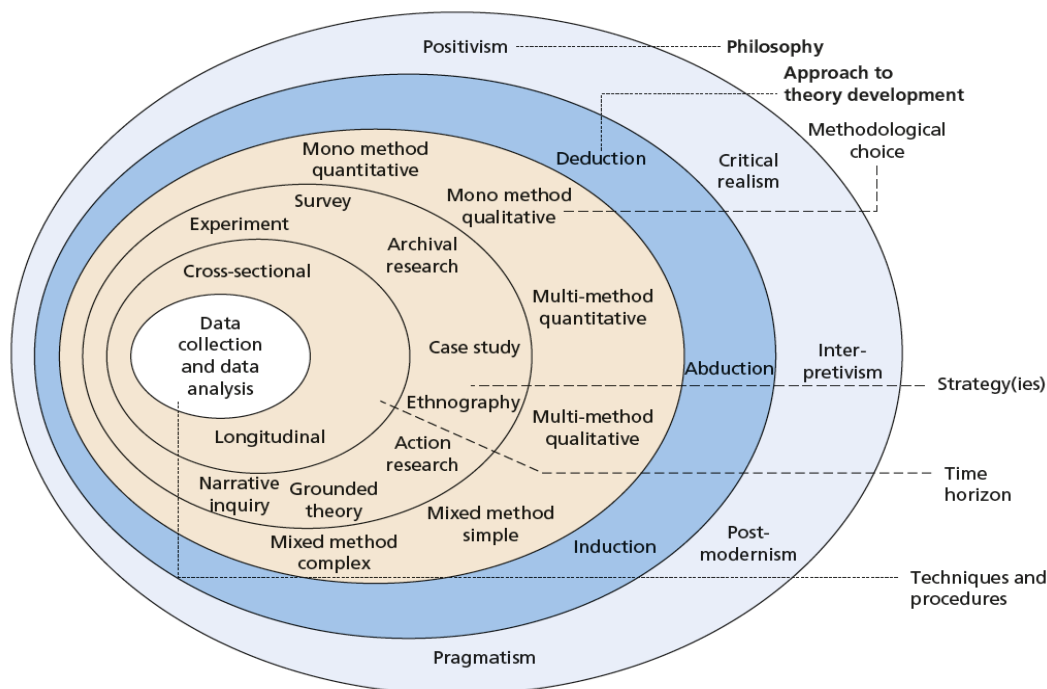 Positivism
Philosophy
Approach to
theory development
Methodological
choice
Deduction
Critical
realism
Mono method
quantitative
Mono method
qualitative
Survey
Experiment
Archival
research
Cross-sectional
Multi-method
quantitative
Data
collection
and data
analysis
Case study
Abduction
Inter-
pretivism
Strategy(ies)
Ethnography
Multi-method
qualitative
Longitudinal
Action
research
Time
horizon
Narrative
inquiry
Grounded
theory
Mixed method
simple
Mixed method
complex
Induction
Post-
modernism
Techniques and
procedures
Pragmatism